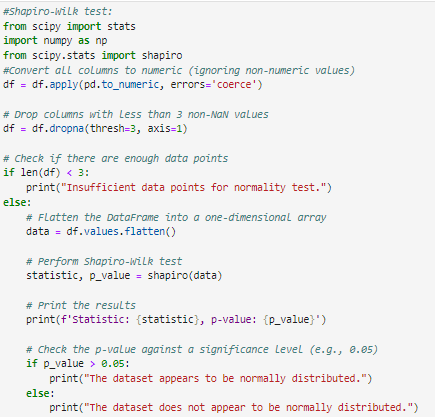 #Shapiro-Wilk test:
from scipy import stats
import numpy as np
from scipy.stats import shapiro
#Convert all columns to numeric (ignoring non-numeric values)
df = df.apply(pd.to_numeric, errors='coerce')

# Drop columns with less than 3 non-NaN values
df = df.dropna(thresh=3, axis=1)

# Check if there are enough data points
if len(df) < 3:
    print("Insufficient data points for normality test.")
else:
    # Flatten the DataFrame into a one-dimensional array
    data = df.values.flatten()

    # Perform Shapiro-Wilk test
    statistic, p_value = shapiro(data)

    # Print the results
    print(f'Statistic: {statistic}, p-value: {p_value}')

    # Check the p-value against a significance level (e.g., 0.05)
    if p_value > 0.05:
        print("The dataset appears to be normally distributed.")
    else:
        print("The dataset does not appear to be normally distributed.")